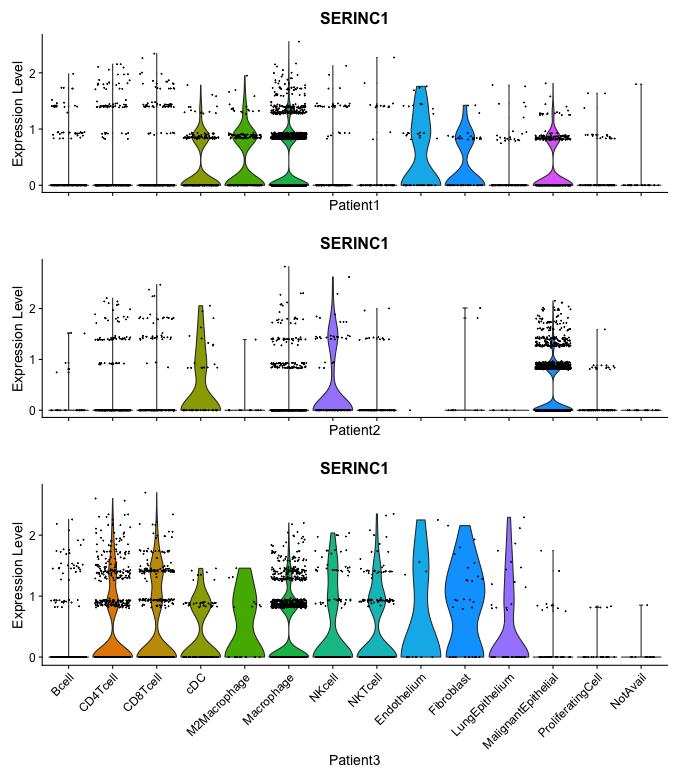 SERINC1
Expression Level
2
1
0
Patient1
SERINC1
Expression Level
2
1
0
Patient2
SERINC1
Expression Level
2
1
0
Bcell
CD4Tcell
CD8Tcell
cDC
M2Macrophage
Macrophage
NKcell
NKTcell
Endothelium
Fibroblast
LungEpithelium
MalignantEpithelial
ProliferatingCell
NotAvail
Patient3